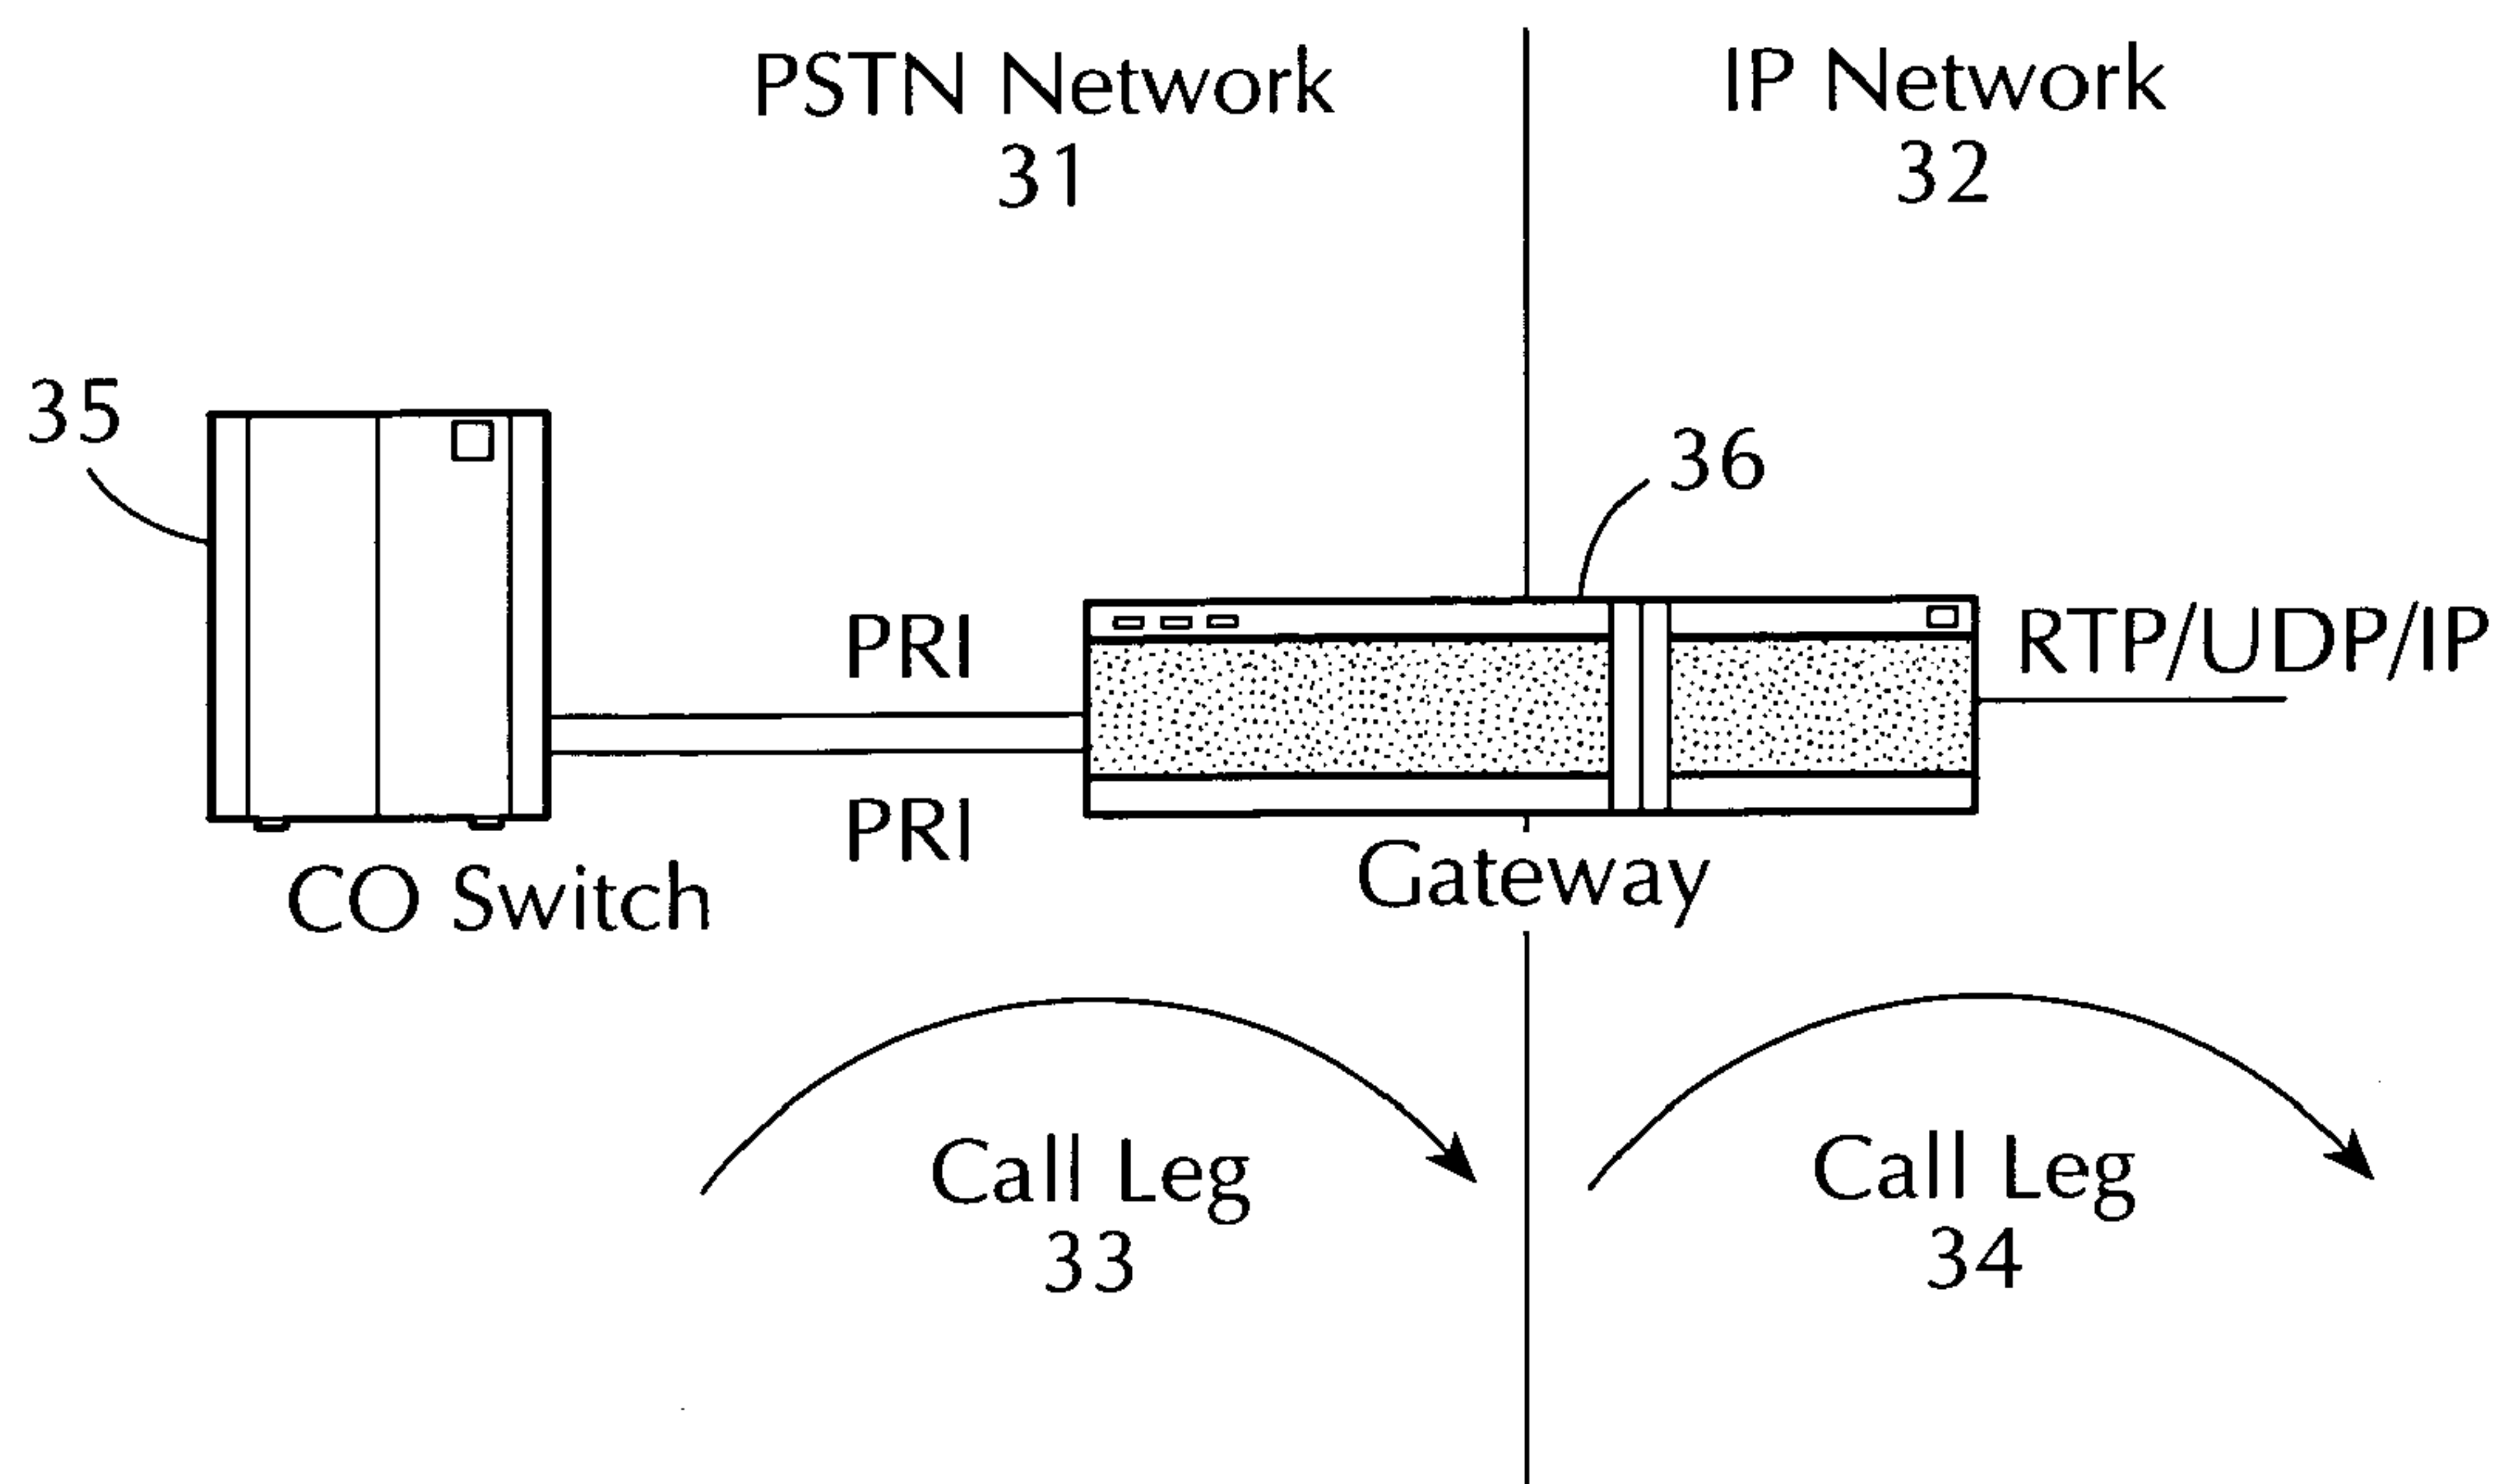 PSTN Network
31
IP Network
32
35
36
PRI
RTP/UDP/IP
PRI
CO Switch
Gateway
Call Leg
33
Call Leg
34